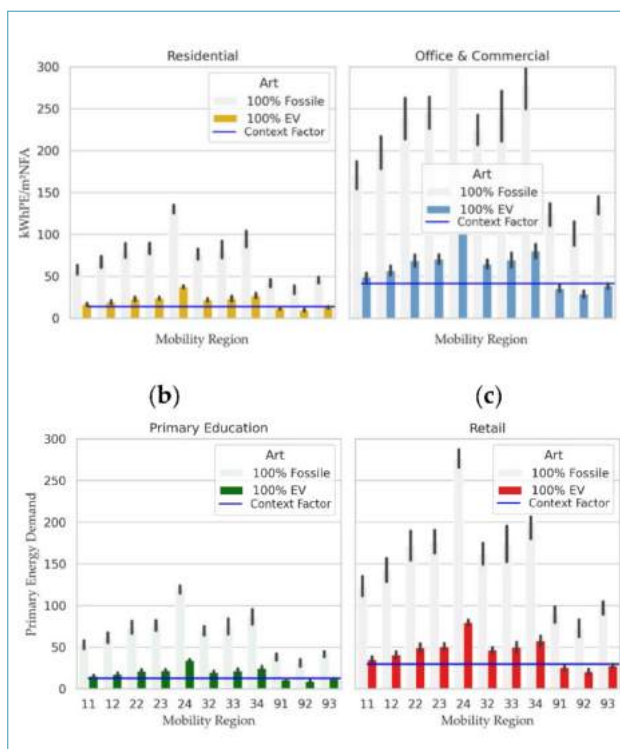 Residential
Office & Commercial
300
250
200
150
100
50
0
kWhPE/m²NFA
Art
100% Fossile
100% EV
Context Factor
Art
100% Fossile
100% EV
Context Factor
Mobility Region
Mobility Region
(b)
(c)
Primary Education
Retail
300
250
200
150
100
50
0
Primary Energy Demand
Art
100% Fossile
100% EV
Context Factor
Art
100% Fossile
100% EV
Context Factor
11 12 22 23 24 32 33 34 91 92 93
11 12 22 23 24 32 33 34 91 92 93
Mobility Region
Mobility Region